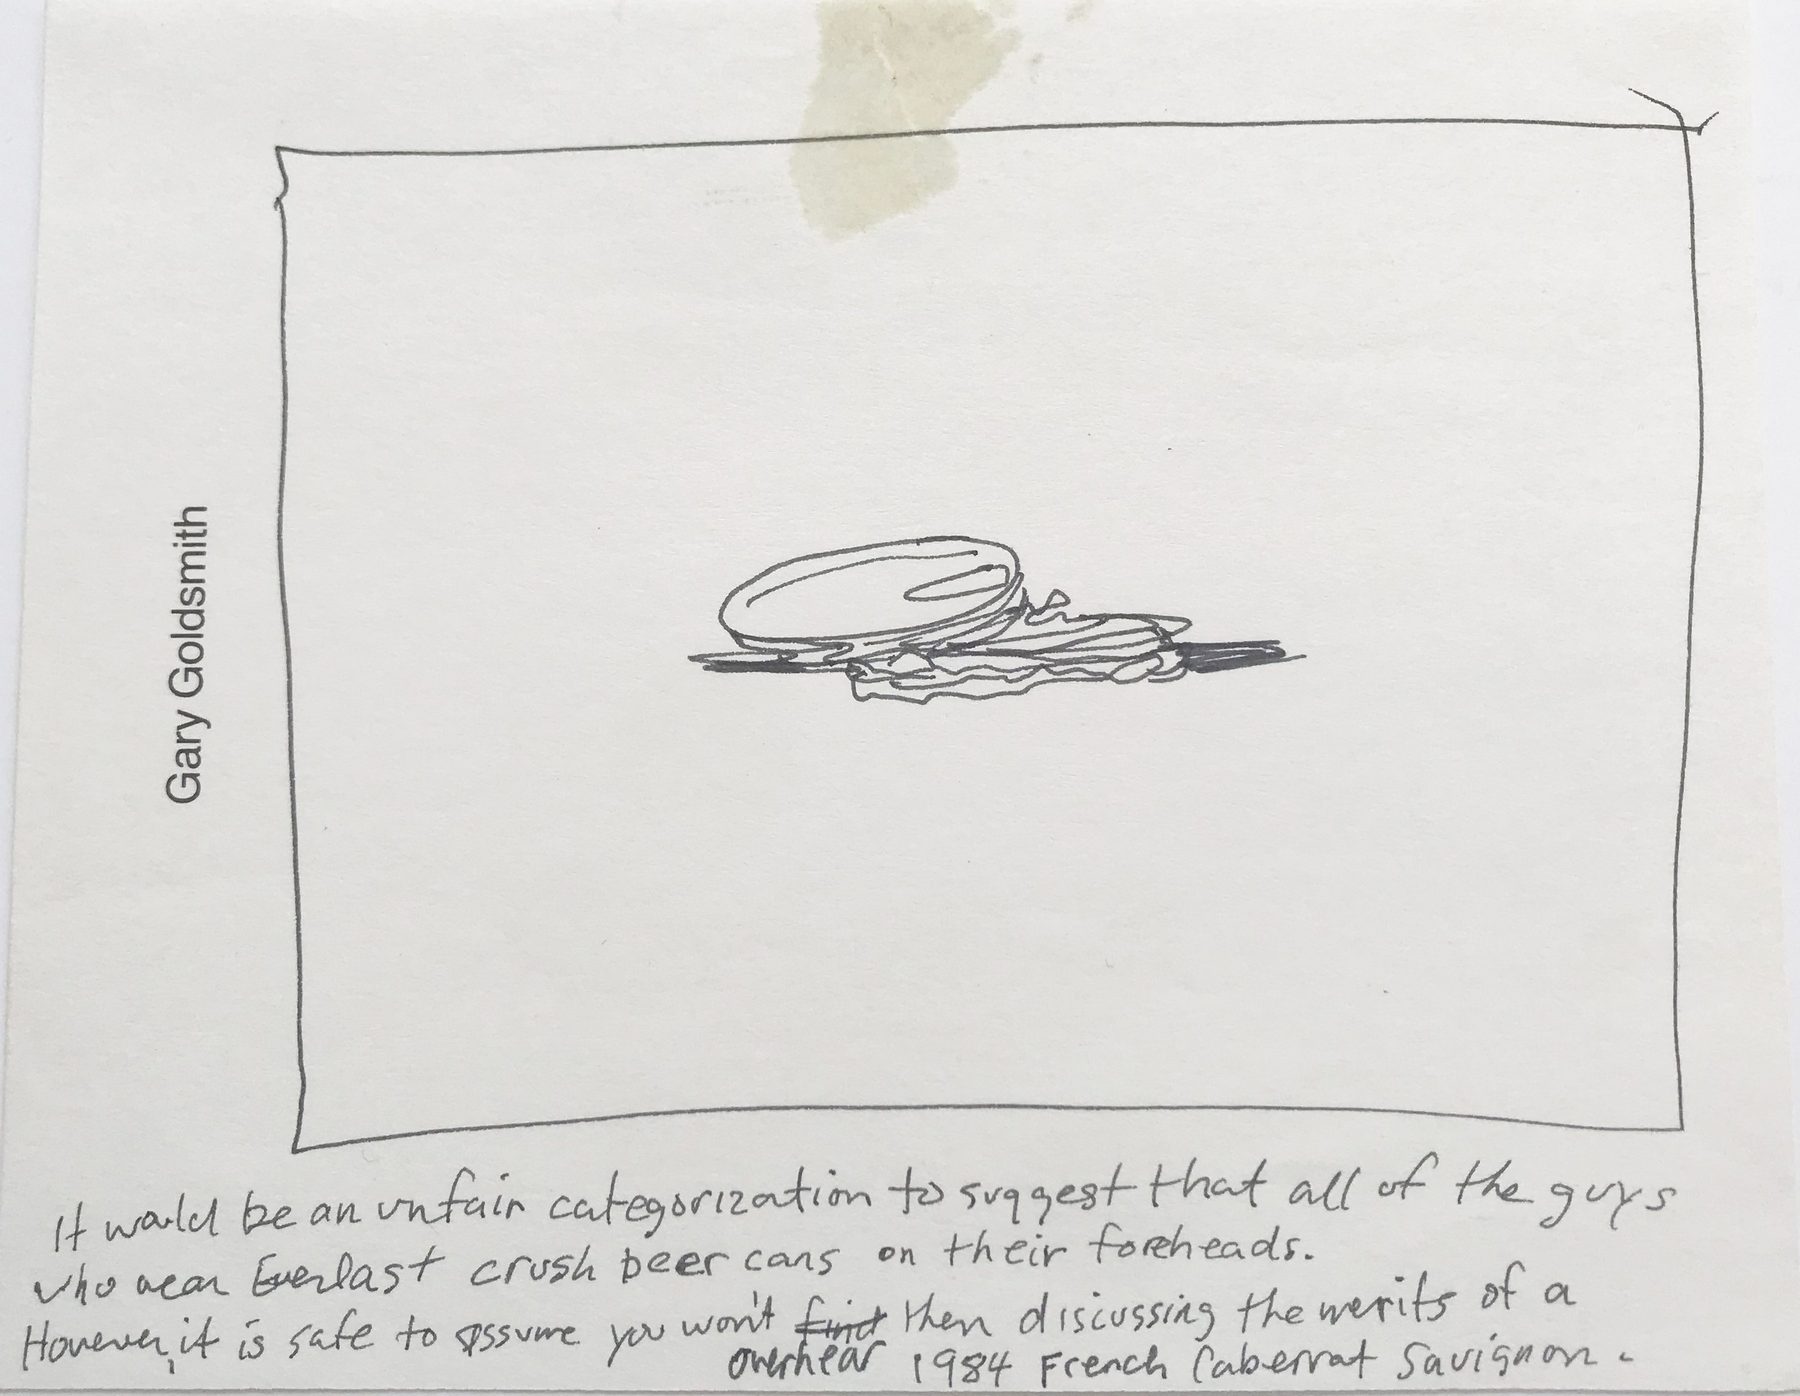 Gary Goldsmith
It would be an unfair categorization to suggest that all of the guys
who wear Everlast crush beer cans on their foreheads.
However, it is safe to assume you won't find then discussing the merits of a
overhear 1984 French Cabernat Savignon.